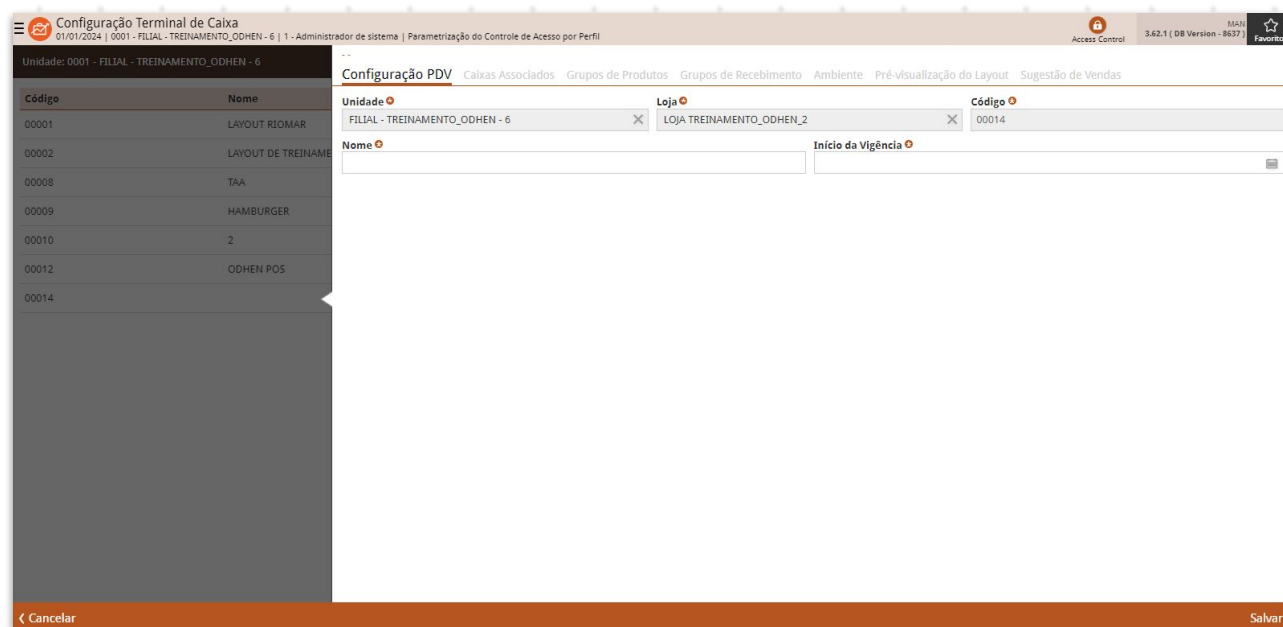 Configuração Terminal de Caixa
01/01/2024 | 0001 - FILIAL - TREINAMENTO_ODHEN - 6 | 1 - Administrador de sistema | Parametrização do Controle de Acesso por Perfil
Access Control
MAN
3.62.1 ( DB Version - 8637 )
Favorito
Unidade: 0001 - FILIAL - TREINAMENTO_ODHEN - 6
Código Nome
00001 LAYOUT RIOMAR
00002 LAYOUT DE TREINAME
00008 TAA
00009 HAMBURGER
00010 2
00012 ODHEN POS
00014
- -
Configuração PDV Caixas Associados Grupos de Produtos Grupos de Recebimento Ambiente Pré-visualização do Layout Sugestão de Vendas
Unidade Loja Código
FILIAL - TREINAMENTO_ODHEN - 6 LOJA TREINAMENTO_ODHEN_2 00014
Nome Início da Vigência
Cancelar Salvar